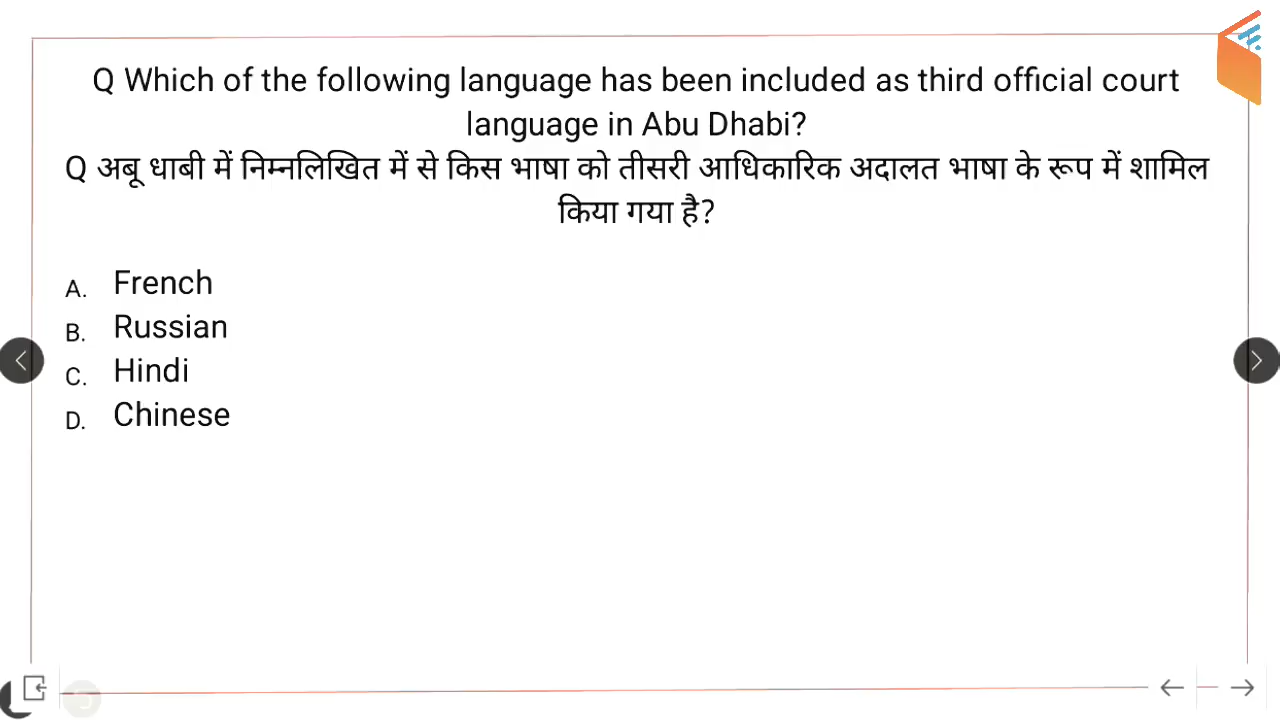 Q Which of the following language has been included as third official court
language in Abu Dhabi?
Q अबू धाबी में निम्नलिखित में से किस भाषा को तीसरी आधिकारिक अदालत भाषा के रूप में शामिल
किया गया है?
A. French
B. Russian
C. Hindi
D. Chinese